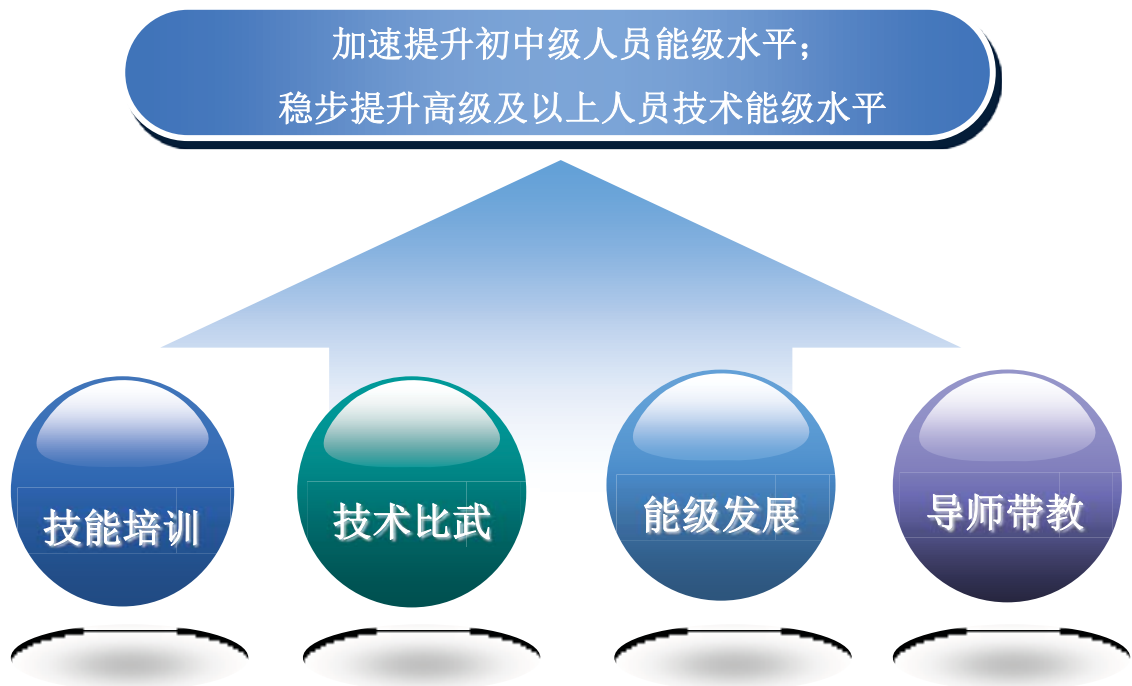 加速提升初中级人员能级水平；
稳步提升高级及以上人员技术能级水平
技能培训
技术比武
能级发展
导师带教